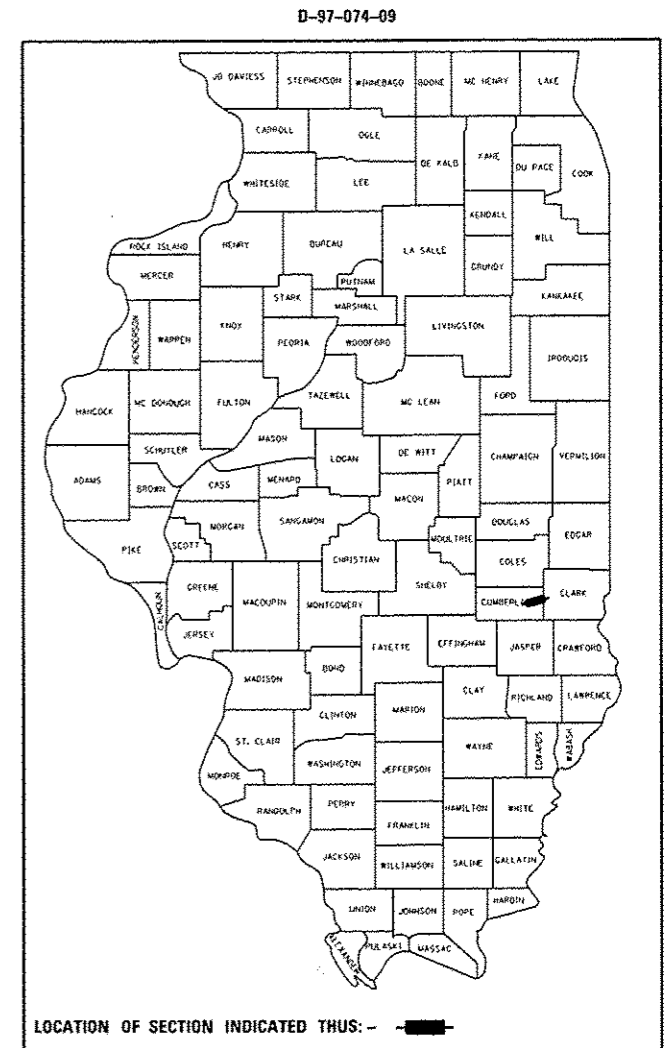 D-97-074-09
JO DAVIESS STEPHENSON WINNEBAGO BOONE MC HENRY LAKE
CARROLL OGLE DE KALB KANE DU PAGE COOK
WHITESIDE LEE KENDALL WILL
ROCK ISLAND HENRY BUREAU LA SALLE GRUNDY
MERCER PUTNAM KANKAKEE
HENDERSON WARREN KNOX STARK MARSHALL LIVINGSTON
PEORIA WOODFORD IROQUOIS
HANCOCK MC DONOUGH FULTON TAZEWELL MC LEAN FORD
SCHUYLER MASON LOGAN DE WITT CHAMPAIGN VERMILION
ADAMS BROWN CASS MENARD MACON PIATT
PIKE SCOTT MORGAN SANGAMON CHRISTIAN MOULTRIE DOUGLAS EDGAR
COLES
CALHOUN GREENE MACOUPIN MONTGOMERY SHELBY CUMBERL CLARK
JERSEY FAYETTE EFFINGHAM JASPER CRAWFORD
MADISON BOND CLAY RICHLAND LAWRENCE
CLINTON MARION
ST. CLAIR WAYNE EDWARDS WABASH
MONROE WASHINGTON JEFFERSON
RANDOLPH PERRY HAMILTON WHITE
FRANKLIN
JACKSON WILLIAMSON SALINE GALLATIN
UNION JOHNSON POPE HARDIN
ALEXANDER PULASKI MASSAC
LOCATION OF SECTION INDICATED THUS: -